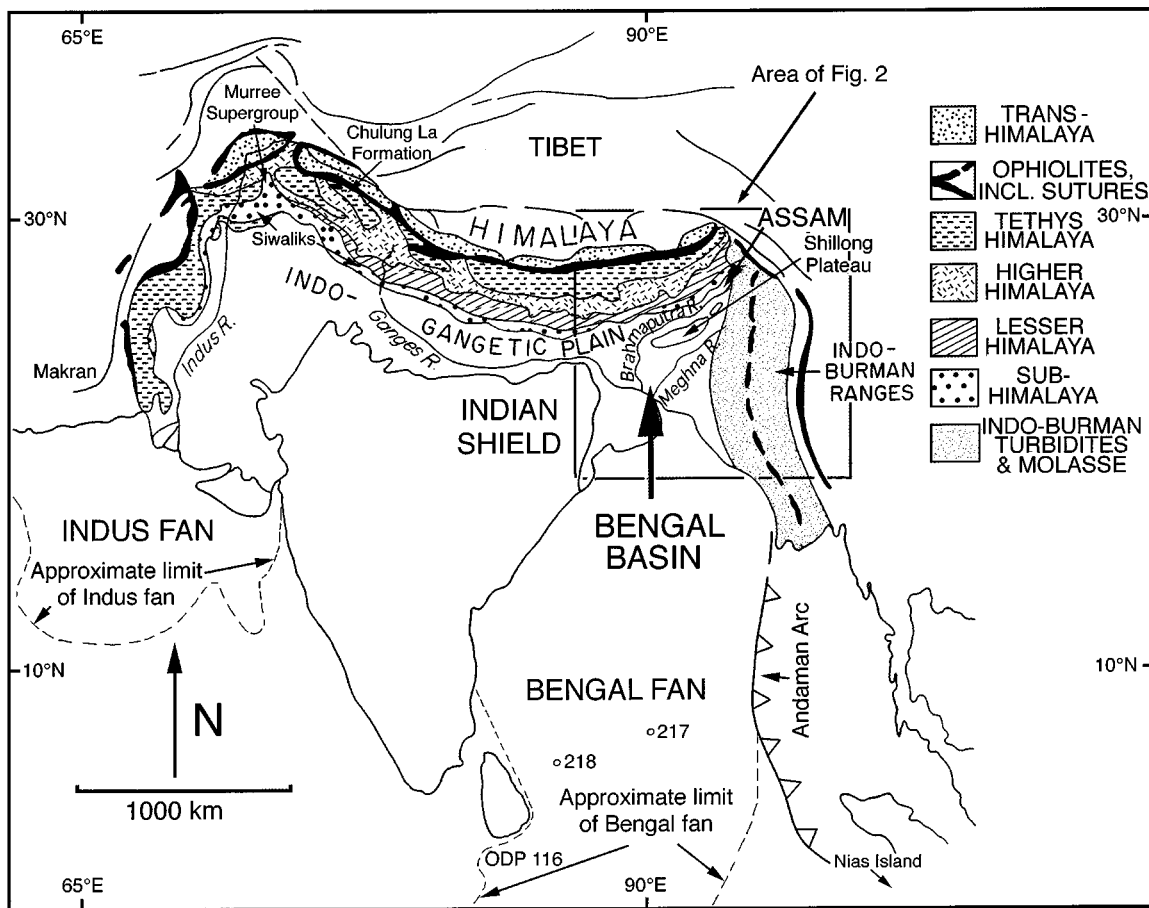 65°E
90°E
Area of Fig. 2
Murree
Supergroup
Chulung La
Formation
TIBET
TRANS-
HIMALAYA
OPHIOLITES,
INCL. SUTURES
TETHYS
HIMALAYA
HIGHER
HIMALAYA
LESSER
HIMALAYA
SUB-
HIMALAYA
INDO-BURMAN
TURBIDITES
& MOLASSE
30°N
30°N
HIMALAYA
ASSAM
Shillong
Plateau
Siwaliks
INDO-
GANGETIC PLAIN
Indus R.
Ganges R.
Brahmaputra R.
Meghna R.
Makran
INDO-
BURMAN
RANGES
INDIAN
SHIELD
BENGAL
BASIN
INDUS FAN
Approximate limit
of Indus fan
10°N
10°N
BENGAL FAN
Andaman Arc
217
218
N
1000 km
Approximate limit
of Bengal fan
ODP 116
Nias Island
65°E
90°E